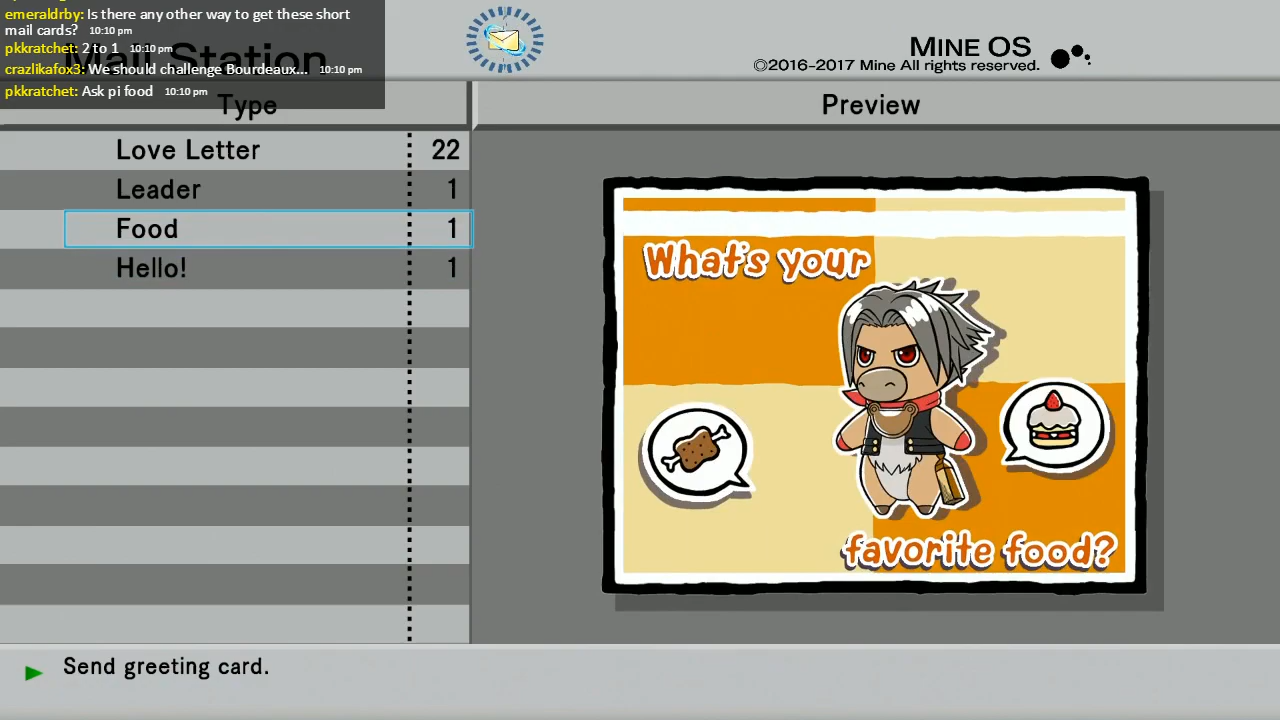 emeraldrby: Is there any other way to get these short
mail cards? 10:10 pm
pkkratchet: 2 to 1 10:10 pm
crazlikafox3: We should challenge Bourdeaux... 10:10 pm
pkkratchet: Ask pi food 10:10 pm
Mail Station
MINE OS
©2016-2017 Mine All rights reserved.
Type
Preview
Love Letter 22
Leader 1
Food 1
Hello! 1
What's your
favorite food?
Send greeting card.